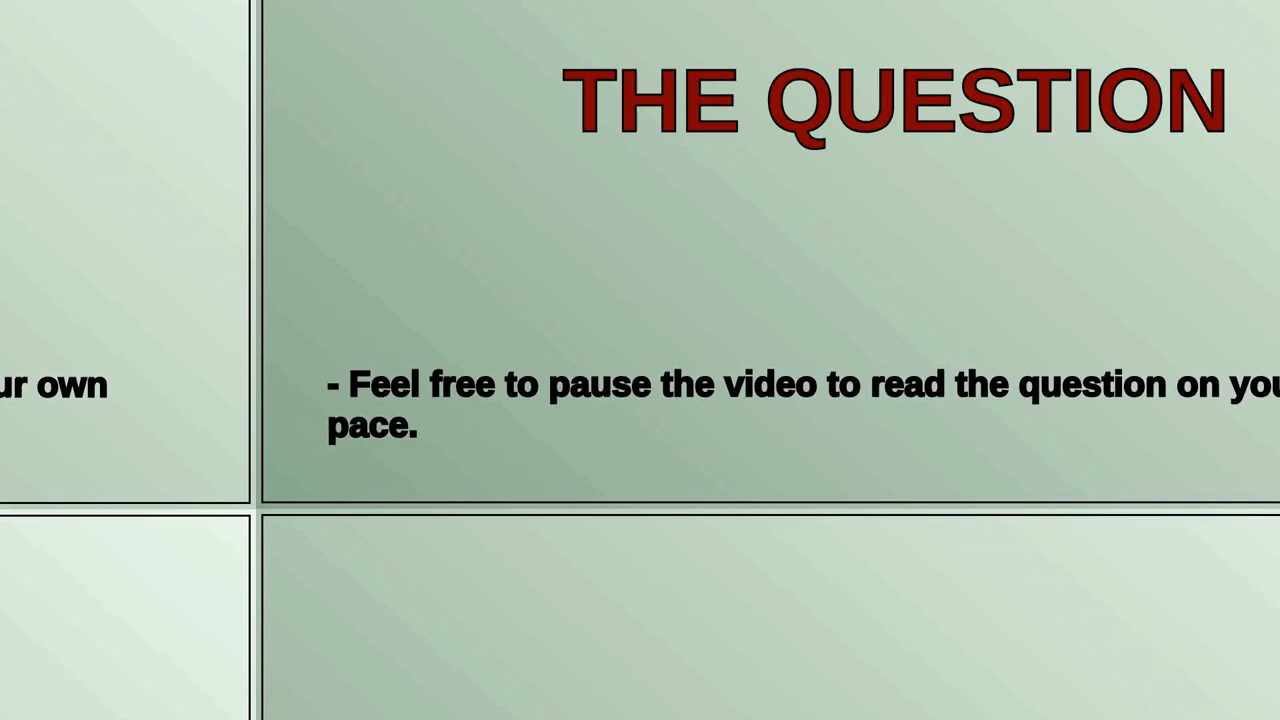 THE QUESTION
ur own
- Feel free to pause the video to read the question on you
pace.